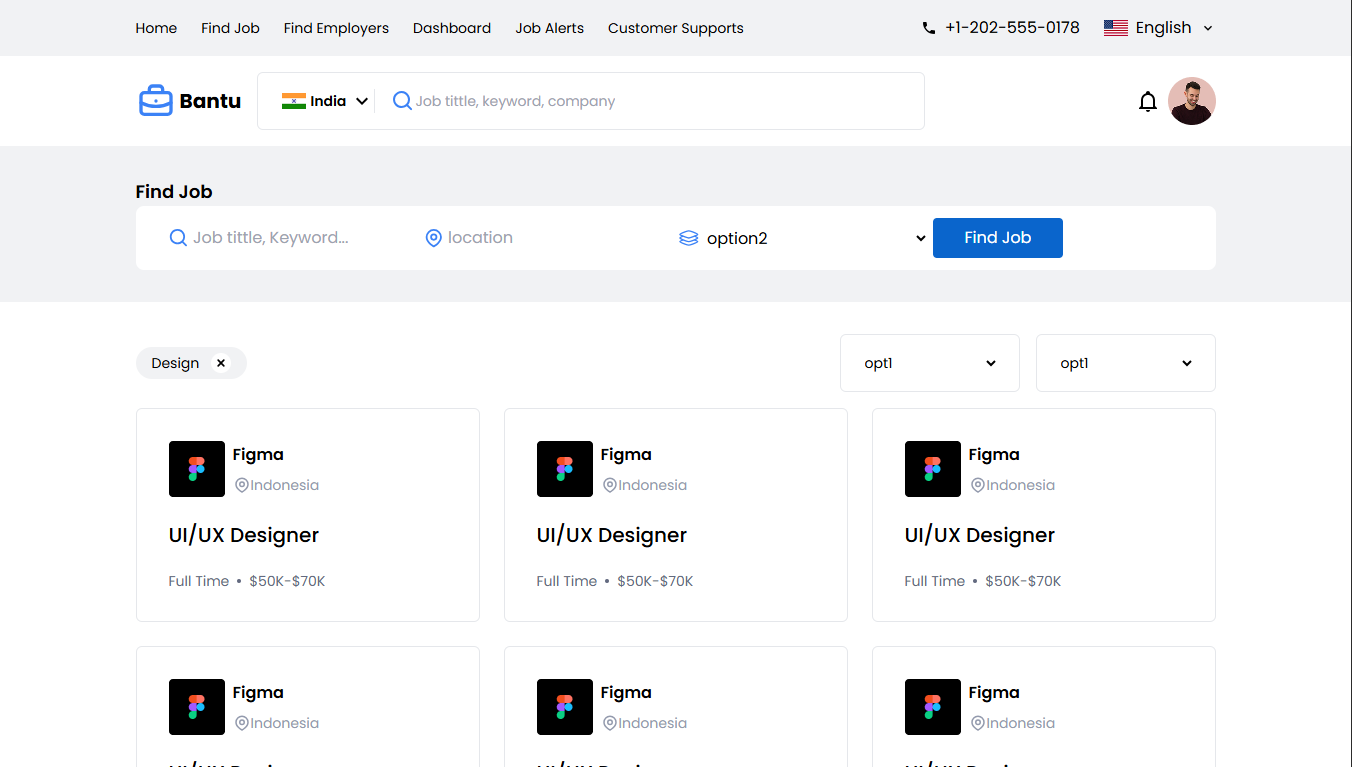 Home Find Job Find Employers Dashboard Job Alerts Customer Supports +1-202-555-0178 English
Bantu India Job tittle, keyword, company
Find Job
Job tittle, Keyword... location option2 Find Job
Design opt1 opt1
Figma Figma Figma
Indonesia Indonesia Indonesia
UI/UX Designer UI/UX Designer UI/UX Designer
Full Time • $50K-$70K Full Time • $50K-$70K Full Time • $50K-$70K
Figma Figma Figma
Indonesia Indonesia Indonesia